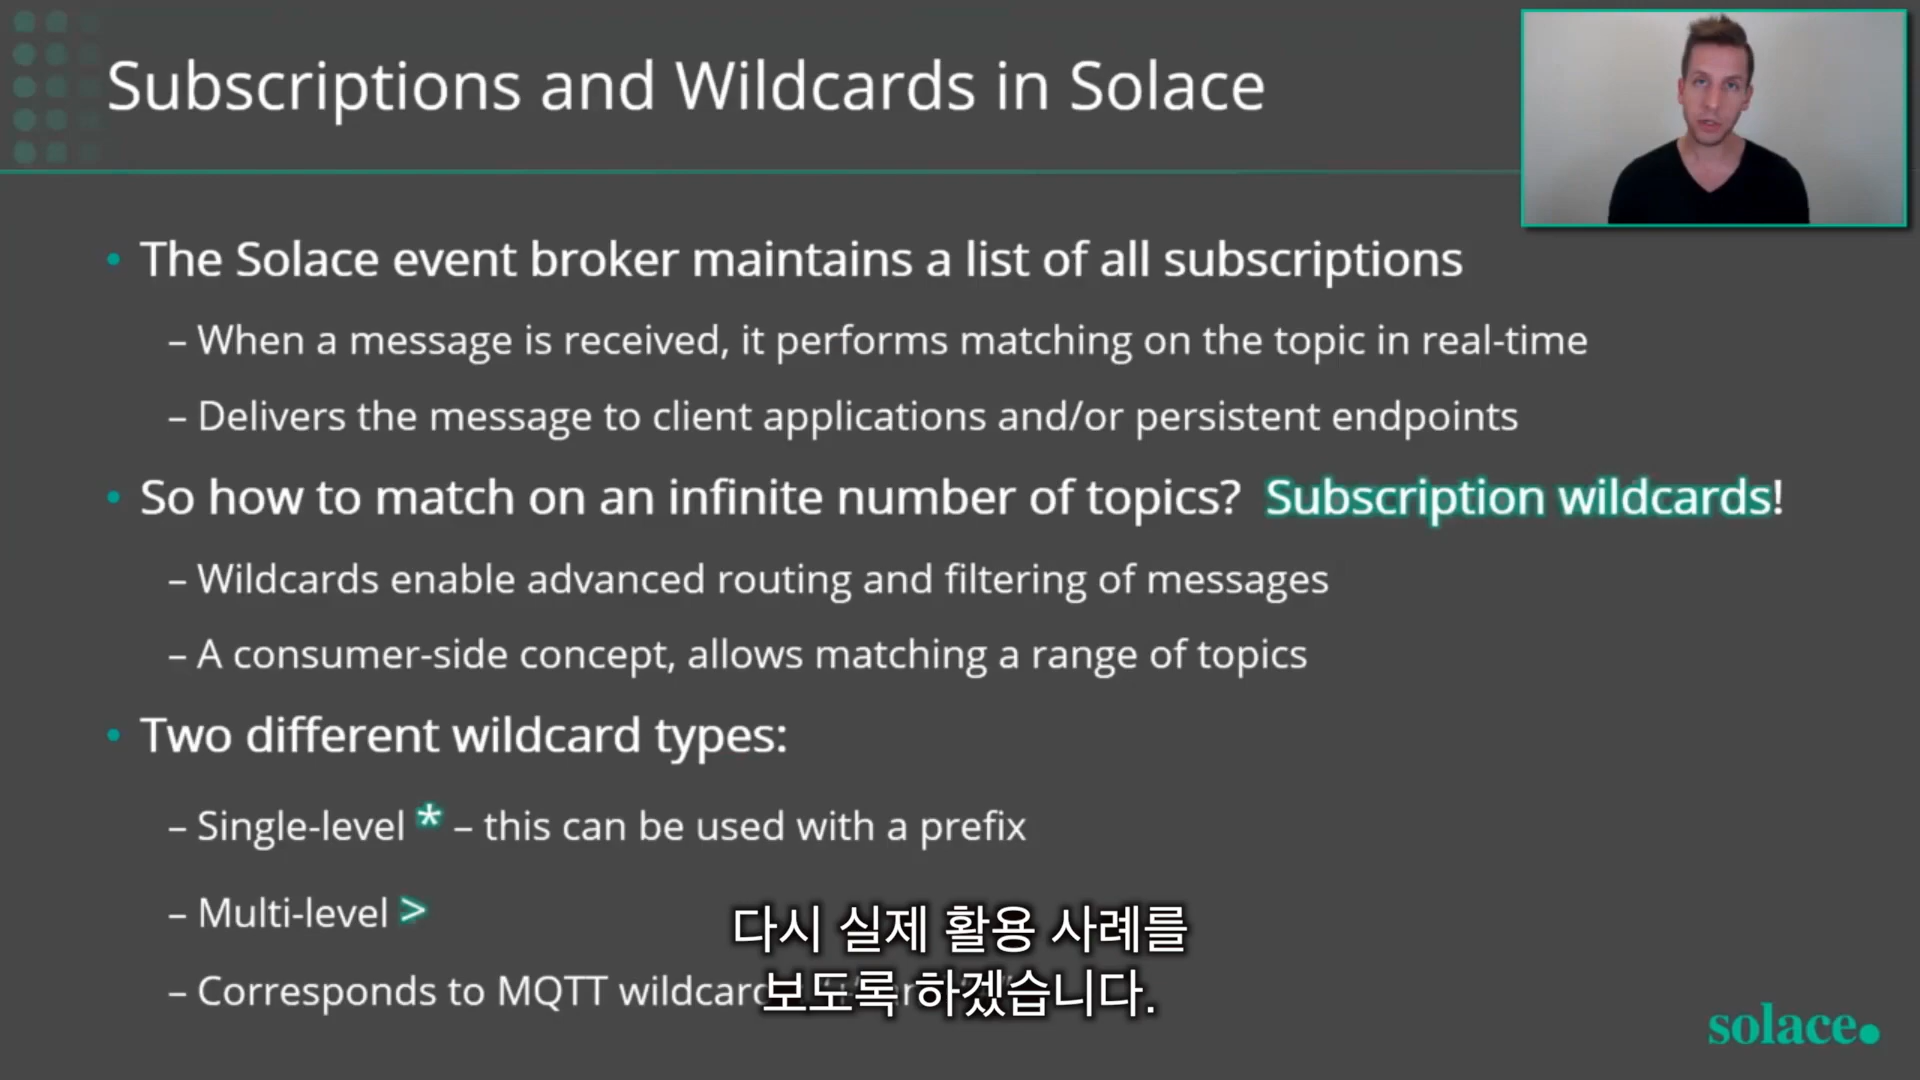 Subscriptions and Wildcards in Solace
• The Solace event broker maintains a list of all subscriptions
– When a message is received, it performs matching on the topic in real-time
– Delivers the message to client applications and/or persistent endpoints
• So how to match on an infinite number of topics? Subscription wildcards!
– Wildcards enable advanced routing and filtering of messages
– A consumer-side concept, allows matching a range of topics
• Two different wildcard types:
– Single-level * – this can be used with a prefix
– Multi-level >
– Corresponds to MQTT
다시 실제 활용 사례를
보도록 하겠습니다.
solace.